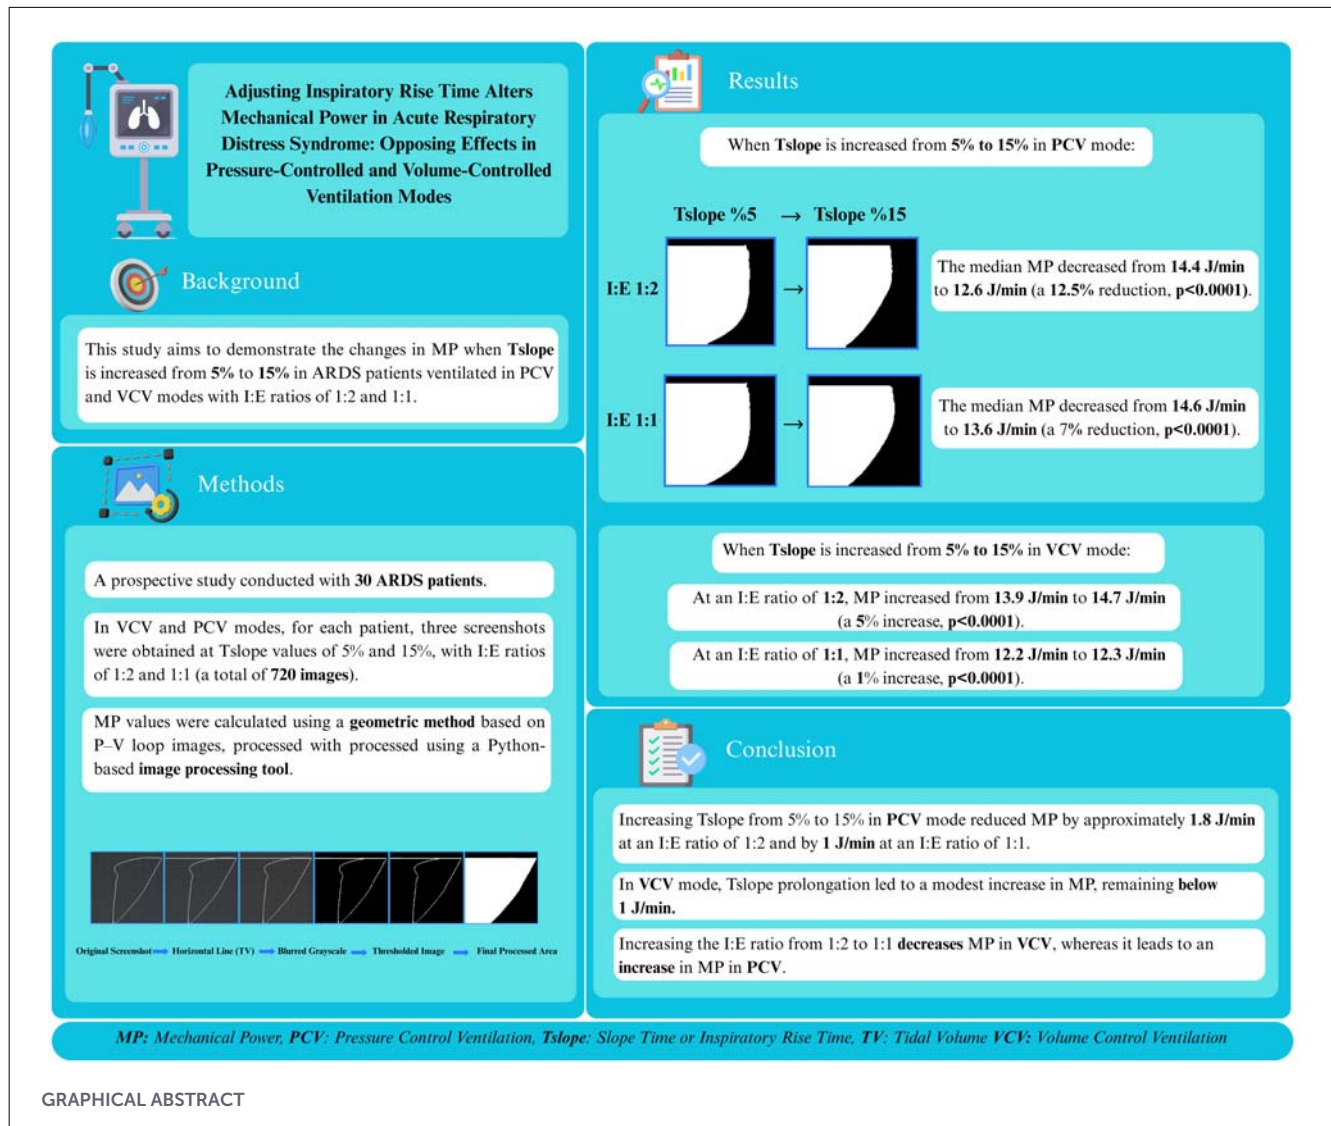 Adjusting Inspiratory Rise Time Alters
Mechanical Power in Acute Respiratory
Distress Syndrome: Opposing Effects in
Pressure-Controlled and Volume-Controlled
Ventilation Modes
Background
This study aims to demonstrate the changes in MP when Tslope
is increased from 5% to 15% in ARDS patients ventilated in PCV
and VCV modes with I:E ratios of 1:2 and 1:1.
Methods
A prospective study conducted with 30 ARDS patients.
In VCV and PCV modes, for each patient, three screenshots
were obtained at Tslope values of 5% and 15%, with I:E ratios
of 1:2 and 1:1 (a total of 720 images).
MP values were calculated using a geometric method based on
P–V loop images, processed with processed using a Python-
based image processing tool.
Original Screenshot → Horizontal Line (TV) → Blurred Grayscale → Thresholded Image → Final Processed Area
Results
When Tslope is increased from 5% to 15% in PCV mode:
Tslope %5 → Tslope %15
I:E 1:2
→
The median MP decreased from 14.4 J/min
to 12.6 J/min (a 12.5% reduction, p<0.0001).
I:E 1:1
→
The median MP decreased from 14.6 J/min
to 13.6 J/min (a 7% reduction, p<0.0001).
When Tslope is increased from 5% to 15% in VCV mode:
At an I:E ratio of 1:2, MP increased from 13.9 J/min to 14.7 J/min
(a 5% increase, p<0.0001).
At an I:E ratio of 1:1, MP increased from 12.2 J/min to 12.3 J/min
(a 1% increase, p<0.0001).
Conclusion
Increasing Tslope from 5% to 15% in PCV mode reduced MP by approximately 1.8 J/min
at an I:E ratio of 1:2 and by 1 J/min at an I:E ratio of 1:1.
In VCV mode, Tslope prolongation led to a modest increase in MP, remaining below
1 J/min.
Increasing the I:E ratio from 1:2 to 1:1 decreases MP in VCV, whereas it leads to an
increase in MP in PCV.
MP: Mechanical Power, PCV: Pressure Control Ventilation, Tslope: Slope Time or Inspiratory Rise Time, TV: Tidal Volume VCV: Volume Control Ventilation
GRAPHICAL ABSTRACT